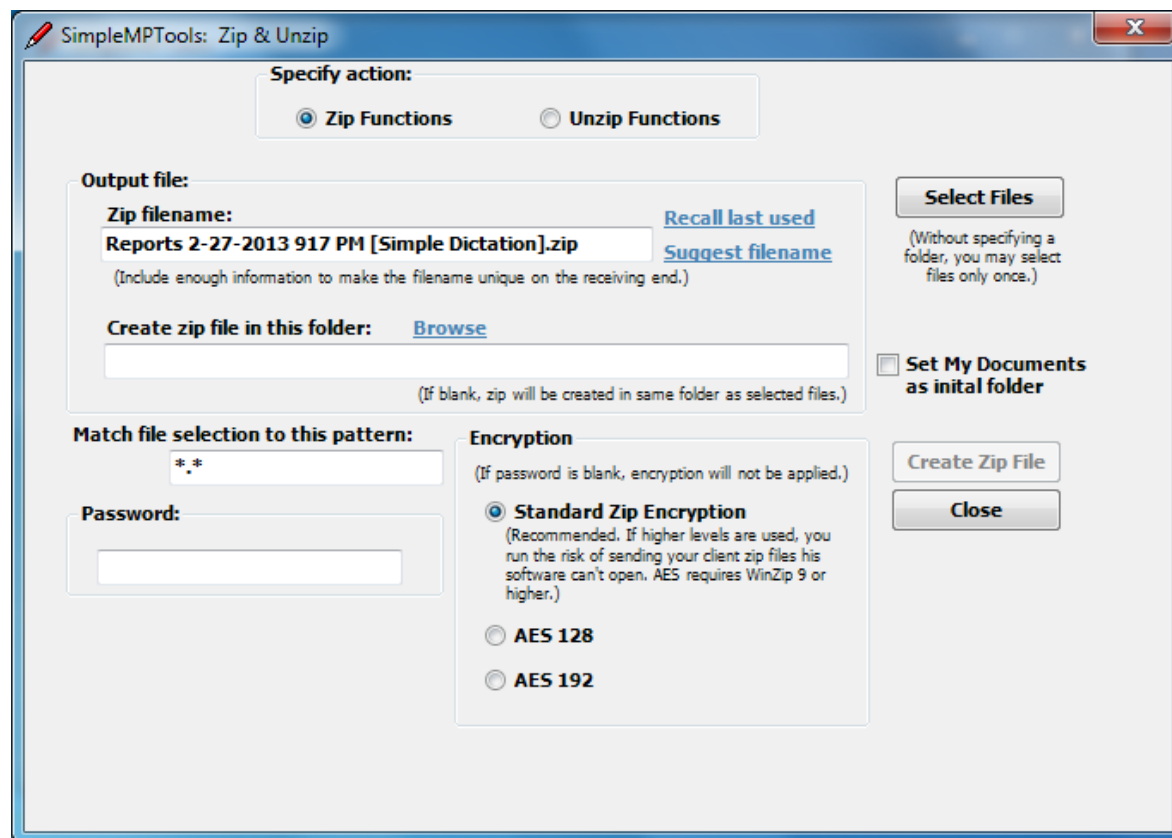 SimpleMPTools: Zip & Unzip
Specify action:
Zip Functions
Unzip Functions
Output file:
Zip filename:
Recall last used
Reports 2-27-2013 917 PM [Simple Dictation].zip
Suggest filename
(Include enough information to make the filename unique on the receiving end.)
Create zip file in this folder:
Browse
(If blank, zip will be created in same folder as selected files.)
Select Files
(Without specifying a
folder, you may select
files only once.)
Set My Documents
as inital folder
Match file selection to this pattern:
*.*
Password:
Encryption
(If password is blank, encryption will not be applied.)
Standard Zip Encryption
(Recommended. If higher levels are used, you
run the risk of sending your client zip files his
software can't open. AES requires WinZip 9 or
higher.)
AES 128
AES 192
Create Zip File
Close